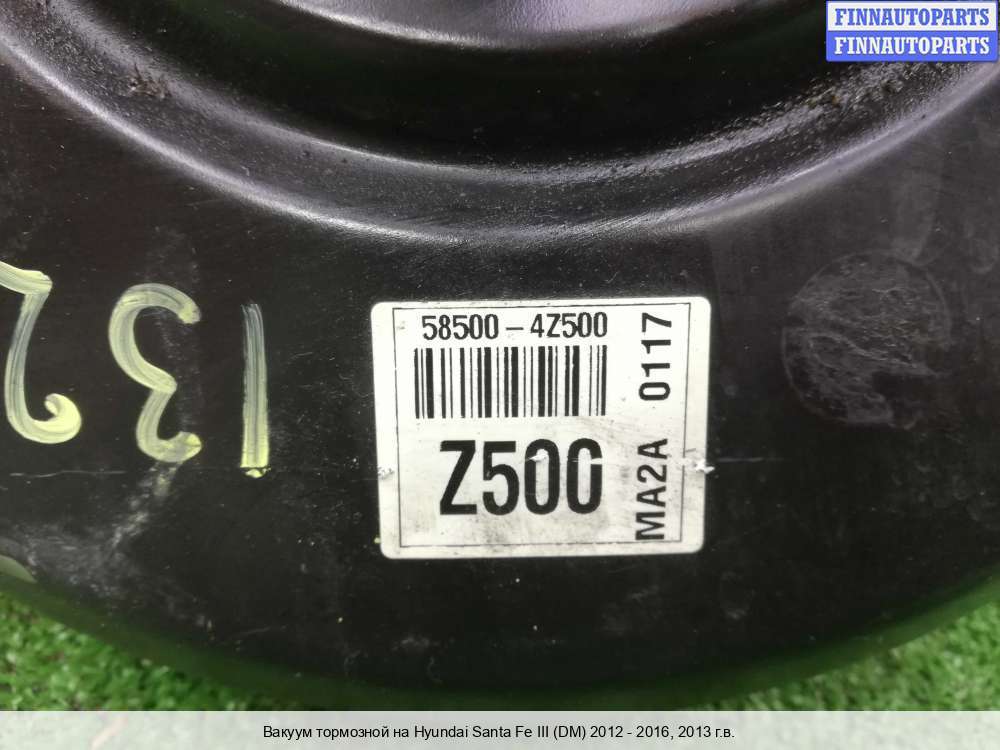 FINNAUTOPARTS
FINNAUTOPARTS
58500-4Z500
Z500
MA2A 0117
132
Вакуум тормозной на Hyundai Santa Fe III (DM) 2012 - 2016, 2013 г.в.